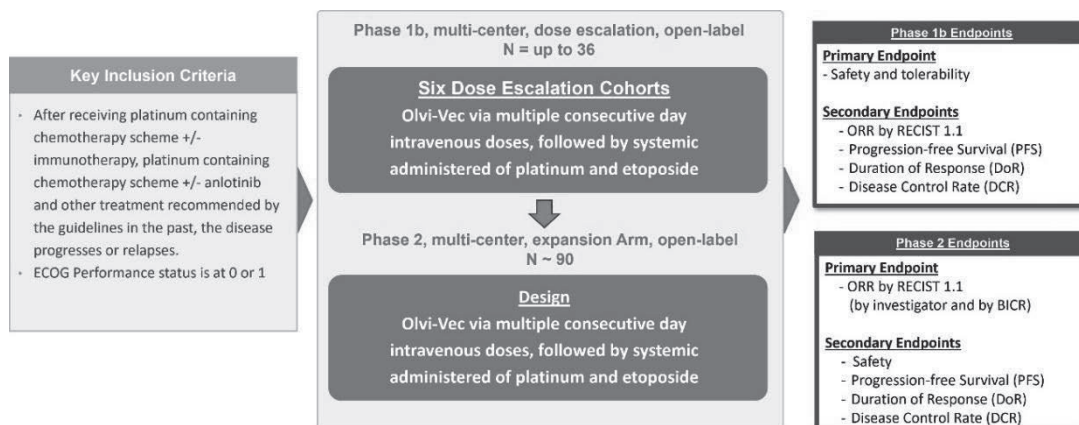 Key Inclusion Criteria
• After receiving platinum containing
chemotherapy scheme +/-
immunotherapy, platinum containing
chemotherapy scheme +/- anlotinib
and other treatment recommended by
the guidelines in the past, the disease
progresses or relapses.
• ECOG Performance status is at 0 or 1
Phase 1b, multi-center, dose escalation, open-label
N = up to 36
Six Dose Escalation Cohorts
Olvi-Vec via multiple consecutive day
intravenous doses, followed by systemic
administered of platinum and etoposide
Phase 2, multi-center, expansion Arm, open-label
N ~ 90
Design
Olvi-Vec via multiple consecutive day
intravenous doses, followed by systemic
administered of platinum and etoposide
Phase 1b Endpoints
Primary Endpoint
- Safety and tolerability
Secondary Endpoints
- ORR by RECIST 1.1
- Progression-free Survival (PFS)
- Duration of Response (DoR)
- Disease Control Rate (DCR)
Phase 2 Endpoints
Primary Endpoint
- ORR by RECIST 1.1
(by investigator and by BICR)
Secondary Endpoints
- Safety
- Progression-free Survival (PFS)
- Duration of Response (DoR)
- Disease Control Rate (DCR)